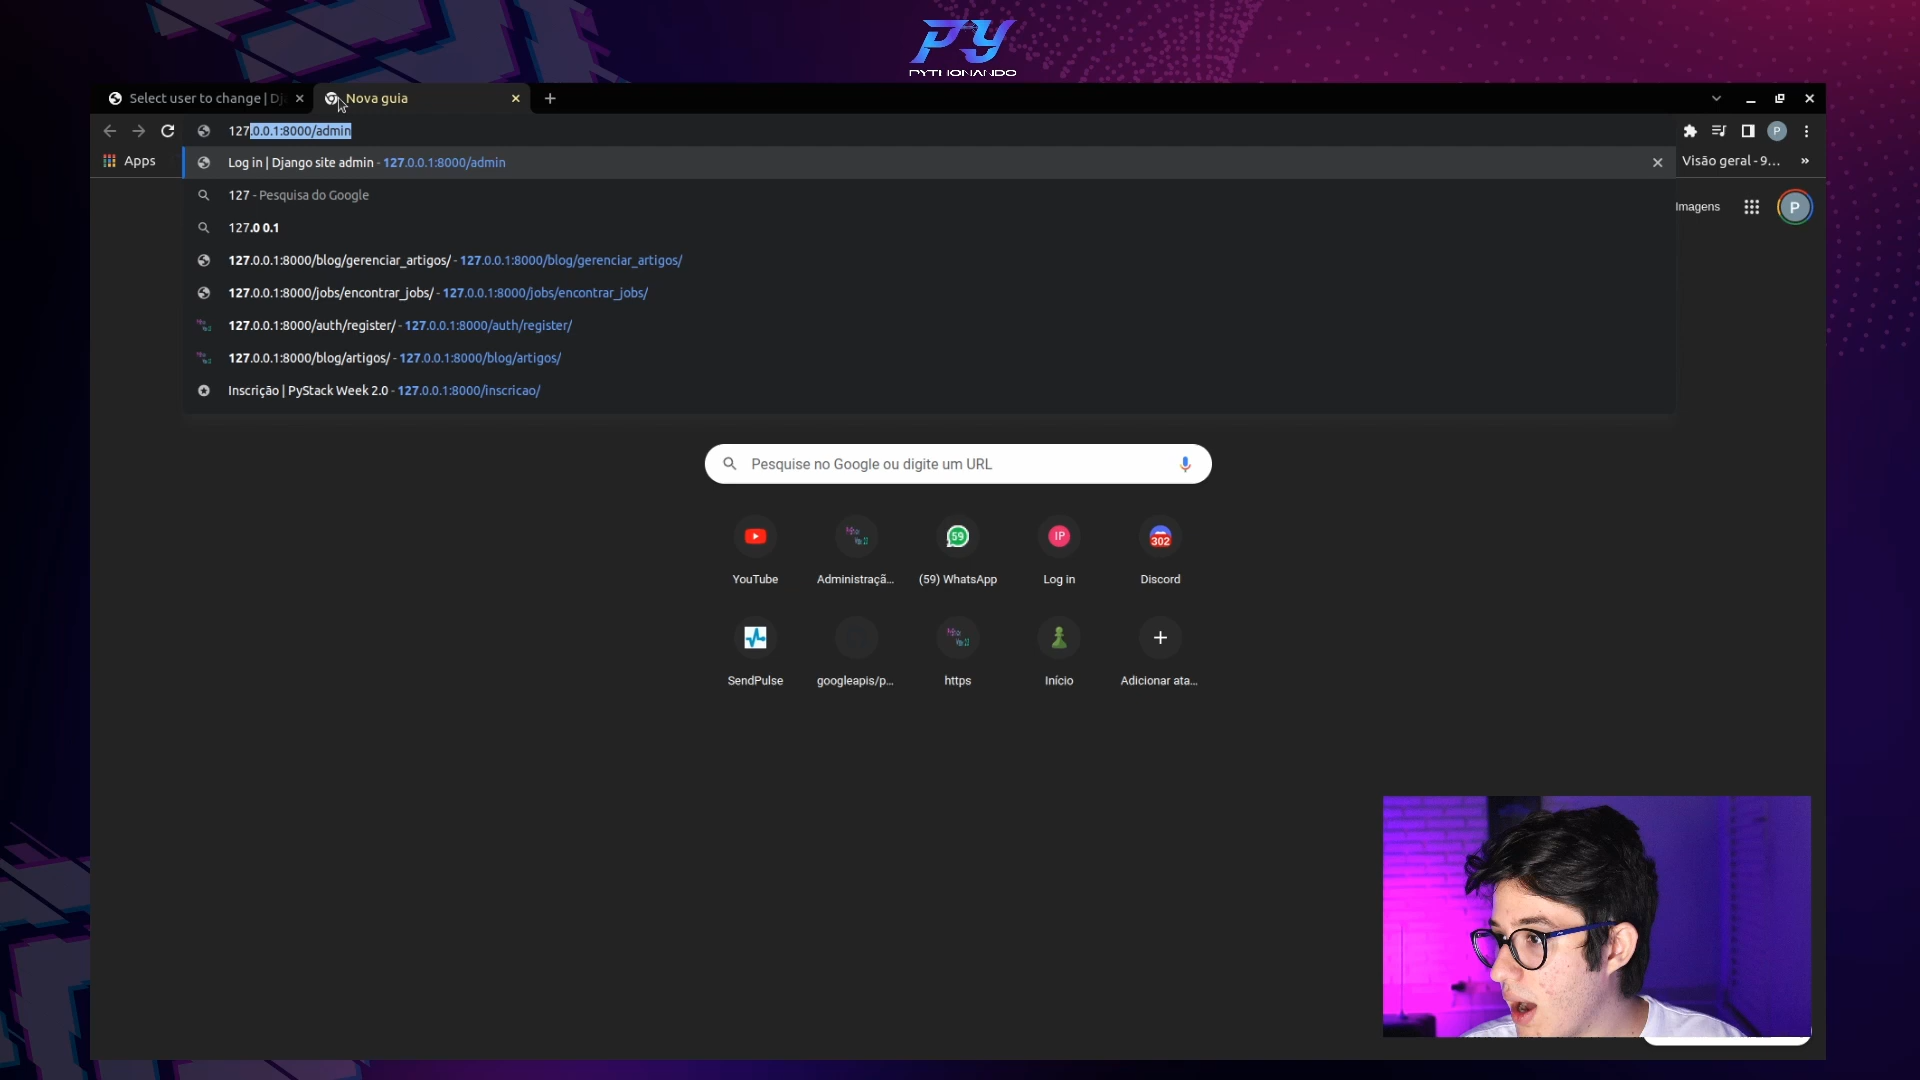 PY
PYTHONANDO
Select user to change | Dj
Nova guia
127.0.0.1:8000/admin
P
Apps
Log in | Django site admin - 127.0.0.1:8000/admin
Visão geral - 9...
»
127 - Pesquisa do Google
127.0 0.1
Imagens
P
127.0.0.1:8000/blog/gerenciar_artigos/ - 127.0.0.1:8000/blog/gerenciar_artigos/
127.0.0.1:8000/jobs/encontrar_jobs/ - 127.0.0.1:8000/jobs/encontrar_jobs/
127.0.0.1:8000/auth/register/ - 127.0.0.1:8000/auth/register/
127.0.0.1:8000/blog/artigos/ - 127.0.0.1:8000/blog/artigos/
Inscrição | PyStack Week 2.0 - 127.0.0.1:8000/inscricao/
Pesquise no Google ou digite um URL
59
IP
302
YouTube
Administraçã...
(59) WhatsApp
Log in
Discord
SendPulse
googleapis/p...
https
Início
Adicionar ata...